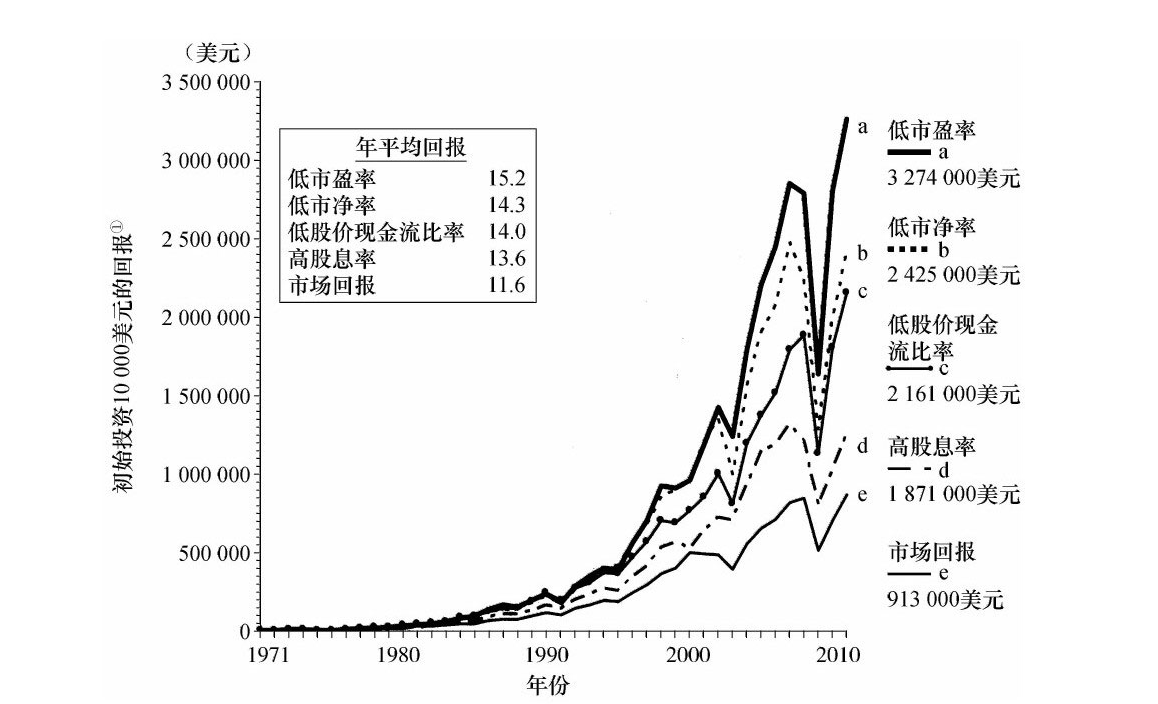 （美元）
3 500 000
3 000 000
2 500 000
2 000 000
1 500 000
1 000 000
500 000
0
初始投资10 000美元的回报①
年平均回报
低市盈率 15.2
低市净率 14.3
低股价现金流比率 14.0
高股息率 13.6
市场回报 11.6
a
b
c
d
e
低市盈率
a
3 274 000美元
低市净率
b
2 425 000美元
低股价现金
流比率
c
2 161 000美元
高股息率
d
1 871 000美元
市场回报
e
913 000美元
1971 1980 1990 2000 2010
年份